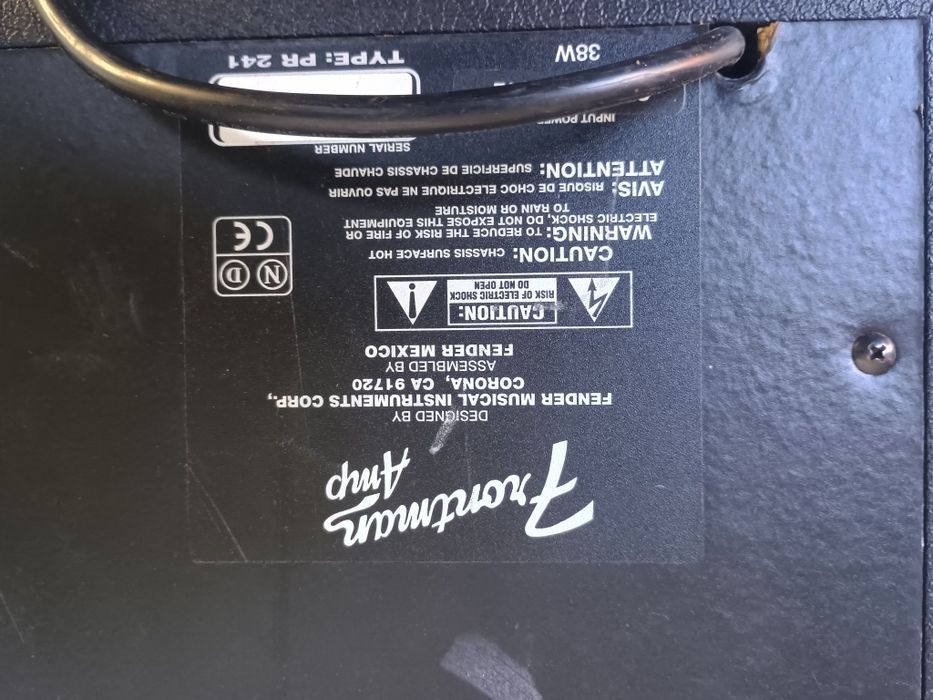 Frontman
Amp
DESIGNED BY
FENDER MUSICAL INSTRUMENTS CORP.,
CORONA, CA 91720
ASSEMBLED BY
FENDER MEXICO
CAUTION:
RISK OF ELECTRIC SHOCK
DO NOT OPEN
CAUTION: CHASSIS SURFACE HOT
WARNING: TO REDUCE THE RISK OF FIRE OR
ELECTRIC SHOCK, DO NOT EXPOSE THIS EQUIPMENT
TO RAIN OR MOISTURE
AVIS: RISQUE DE CHOC ELECTRIQUE NE PAS OUVRIR
ATTENTION: SUPERFICIE DE CHASSIS CHAUDE
N D
CE
INPUT POWER
38W
SERIAL NUMBER
TYPE: PR 241